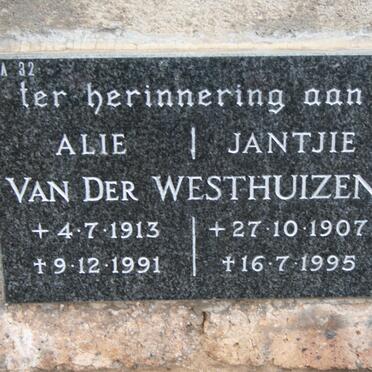 A 32
ter herinnering aan
ALIE | JANTJIE
VAN DER WESTHUIZEN
+ 4·7·1913 + 27·10·1907
†9·12·1991 †16·7·1995